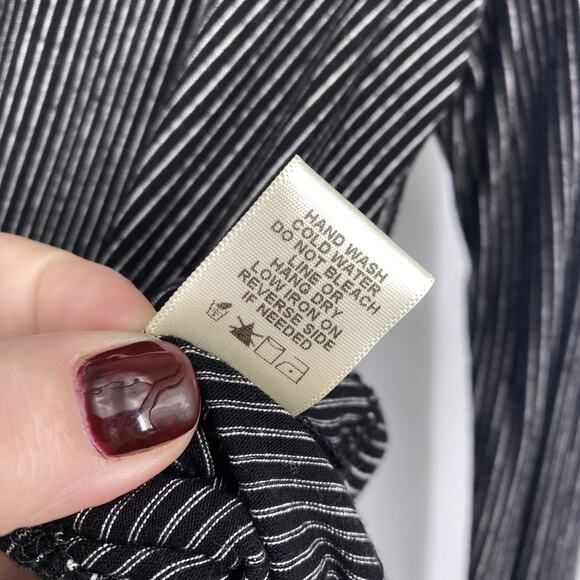 HAND WASH
COLD WATER
DO NOT BLEACH
LINE OR
HANG DRY
LOW IRON ON
REVERSE SIDE
IF NEEDED